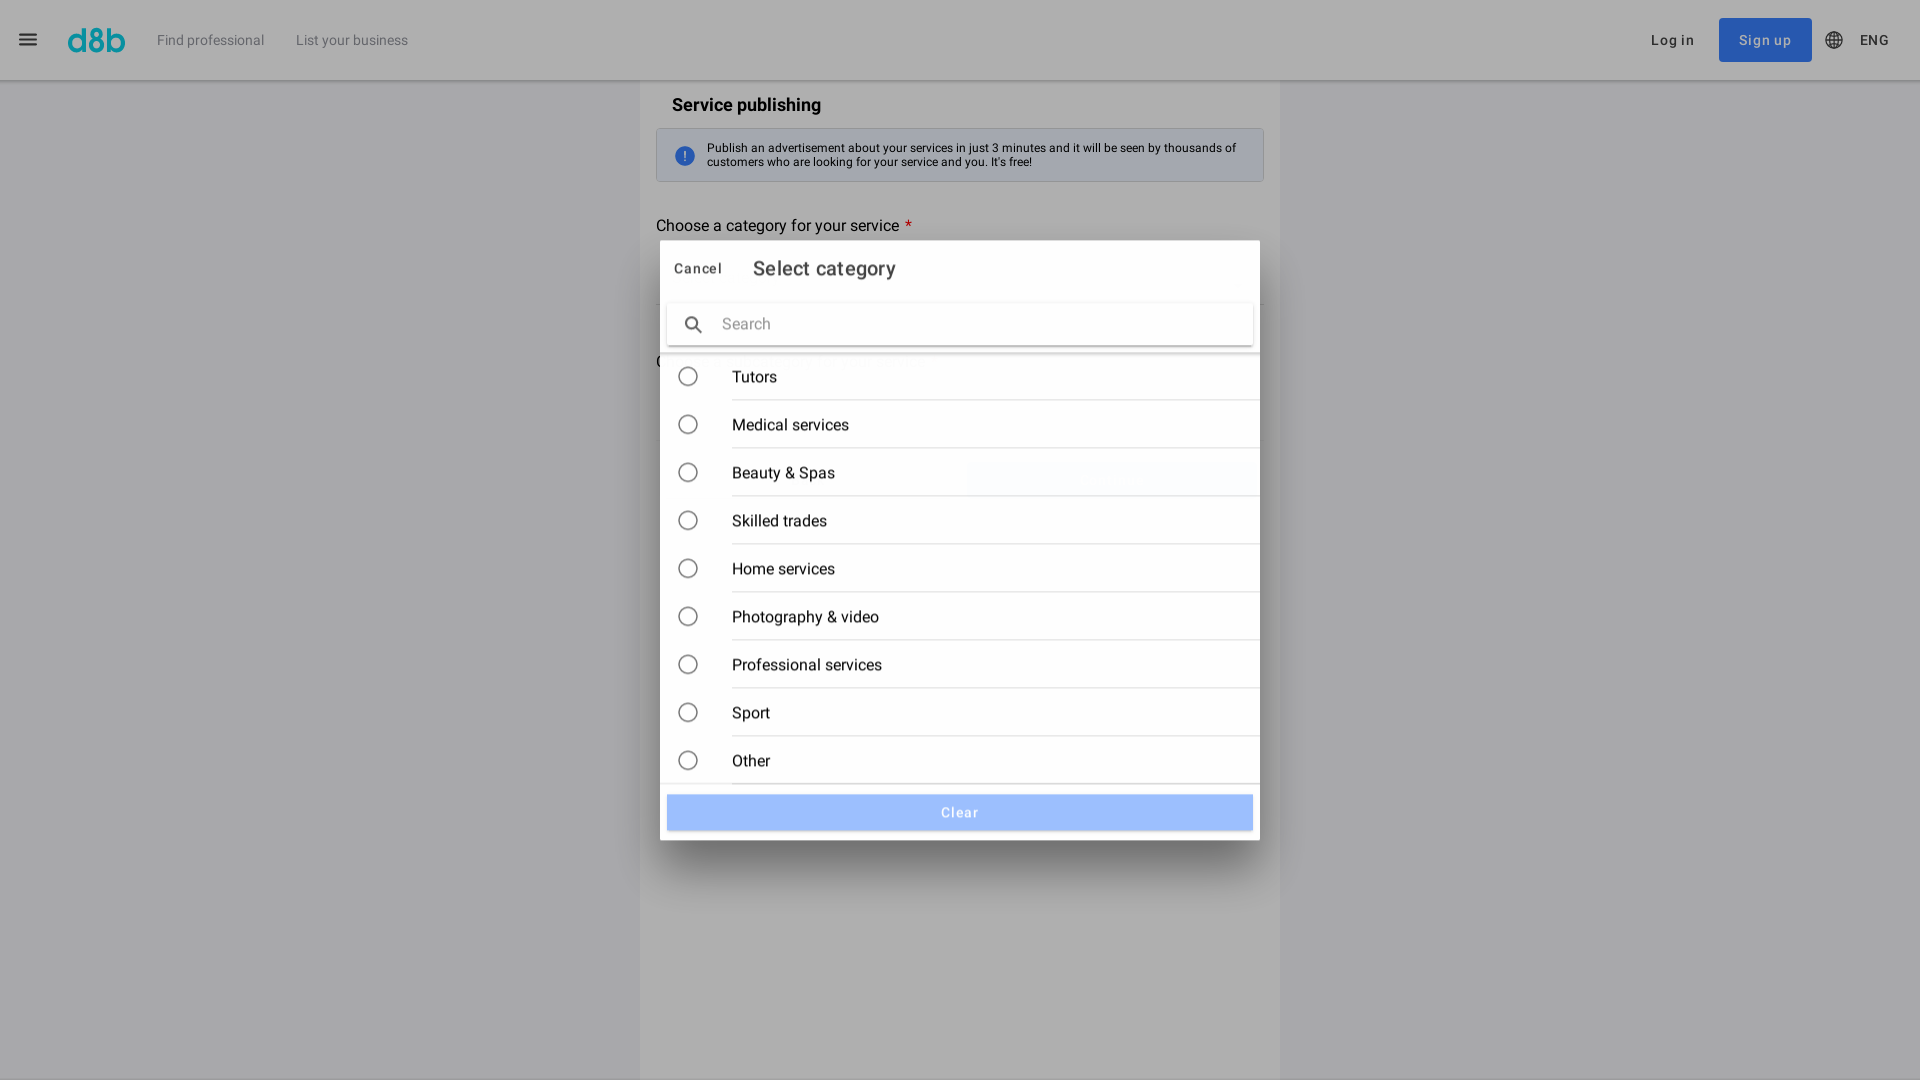 d8b Find professional List your business Log in Sign up ENG
Service publishing
Publish an advertisement about your services in just 3 minutes and it will be seen by thousands of
customers who are looking for your service and you. It's free!
Choose a category for your service *
Cancel Select category
Search
Tutors
Medical services
Beauty & Spas
Skilled trades
Home services
Photography & video
Professional services
Sport
Other
Clear